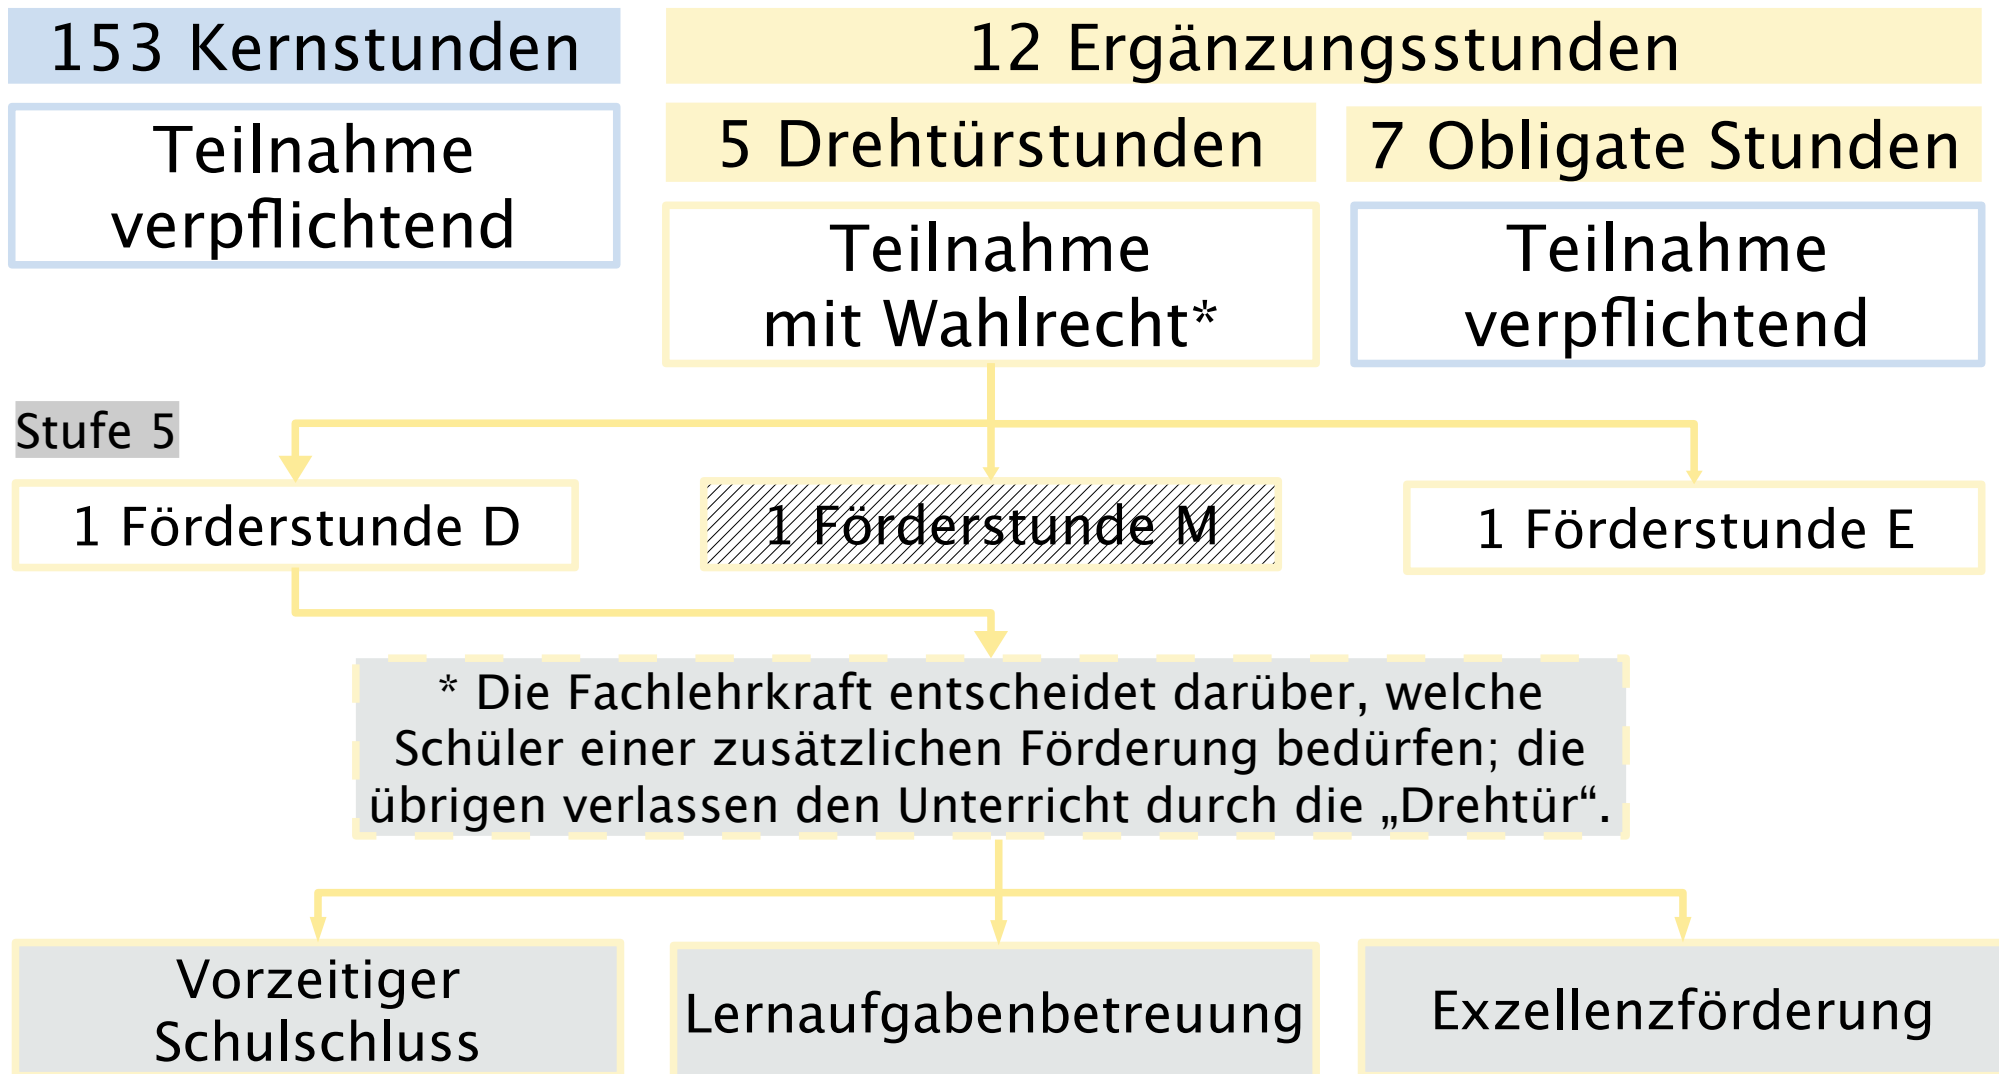 153 Kernstunden
12 Ergänzungsstunden
Teilnahme
verpflichtend
5 Drehtürstunden
7 Obligate Stunden
Teilnahme
mit Wahlrecht*
Teilnahme
verpflichtend
Stufe 5
1 Förderstunde D
1 Förderstunde M
1 Förderstunde E
* Die Fachlehrkraft entscheidet darüber, welche
Schüler einer zusätzlichen Förderung bedürfen; die
übrigen verlassen den Unterricht durch die „Drehtür“.
Vorzeitiger
Schulschluss
Lernaufgabenbetreuung
Exzellenzförderung